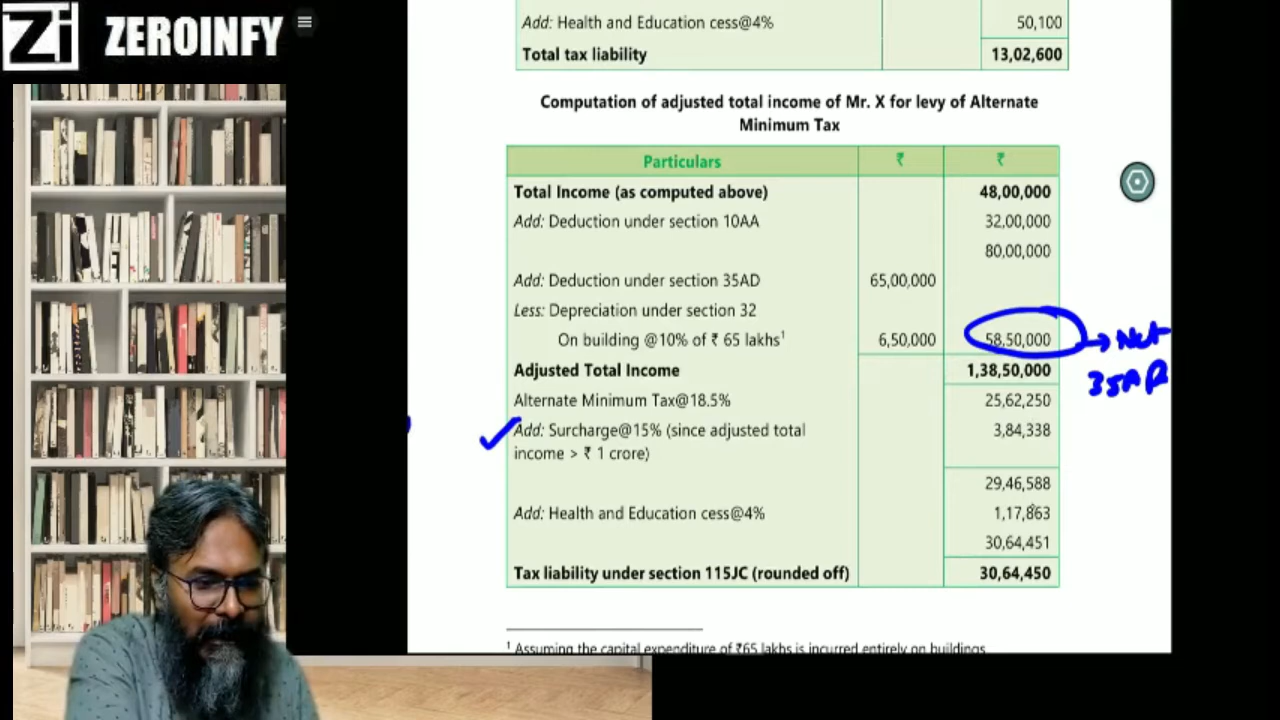 Zi ZEROINFY
Add: Health and Education cess@4% 50,100
Total tax liability 13,02,600
Computation of adjusted total income of Mr. X for levy of Alternate
Minimum Tax
Particulars ₹ ₹
Total Income (as computed above) 48,00,000
Add: Deduction under section 10AA 32,00,000
80,00,000
Add: Deduction under section 35AD 65,00,000
Less: Depreciation under section 32
On building @10% of ₹ 65 lakhs¹ 6,50,000 58,50,000
→ Net
35AD
Adjusted Total Income 1,38,50,000
Alternate Minimum Tax@18.5% 25,62,250
Add: Surcharge@15% (since adjusted total 3,84,338
income > ₹ 1 crore)
29,46,588
Add: Health and Education cess@4% 1,17,863
30,64,451
Tax liability under section 115JC (rounded off) 30,64,450
¹ Assuming the capital expenditure of ₹65 lakhs is incurred entirely on buildings